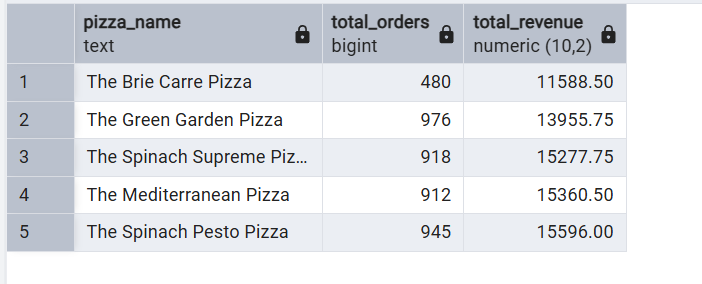 pizza_name total_orders total_revenue
text bigint numeric (10,2)
1 The Brie Carre Pizza 480 11588.50
2 The Green Garden Pizza 976 13955.75
3 The Spinach Supreme Piz... 918 15277.75
4 The Mediterranean Pizza 912 15360.50
5 The Spinach Pesto Pizza 945 15596.00